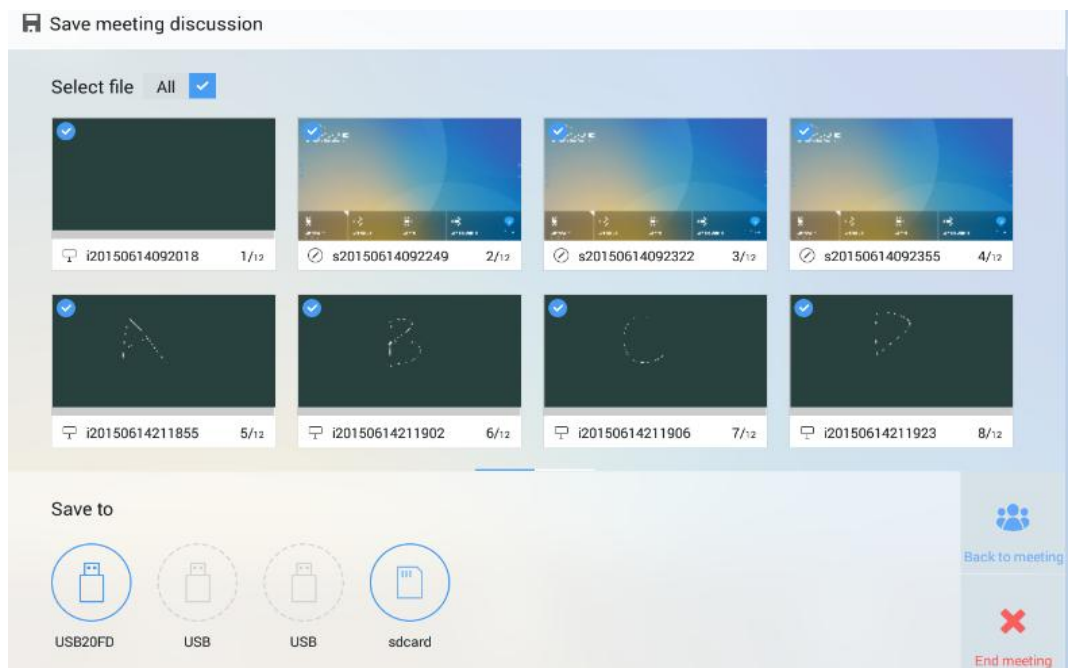 Save meeting discussion
Select file All
i20150614092018 1/12
s20150614092249 2/12
s20150614092322 3/12
s20150614092355 4/12
A
B
C
D
i20150614211855 5/12
i20150614211902 6/12
i20150614211906 7/12
i20150614211923 8/12
Save to
Back to meeting
USB20FD
USB
USB
sdcard
End meeting